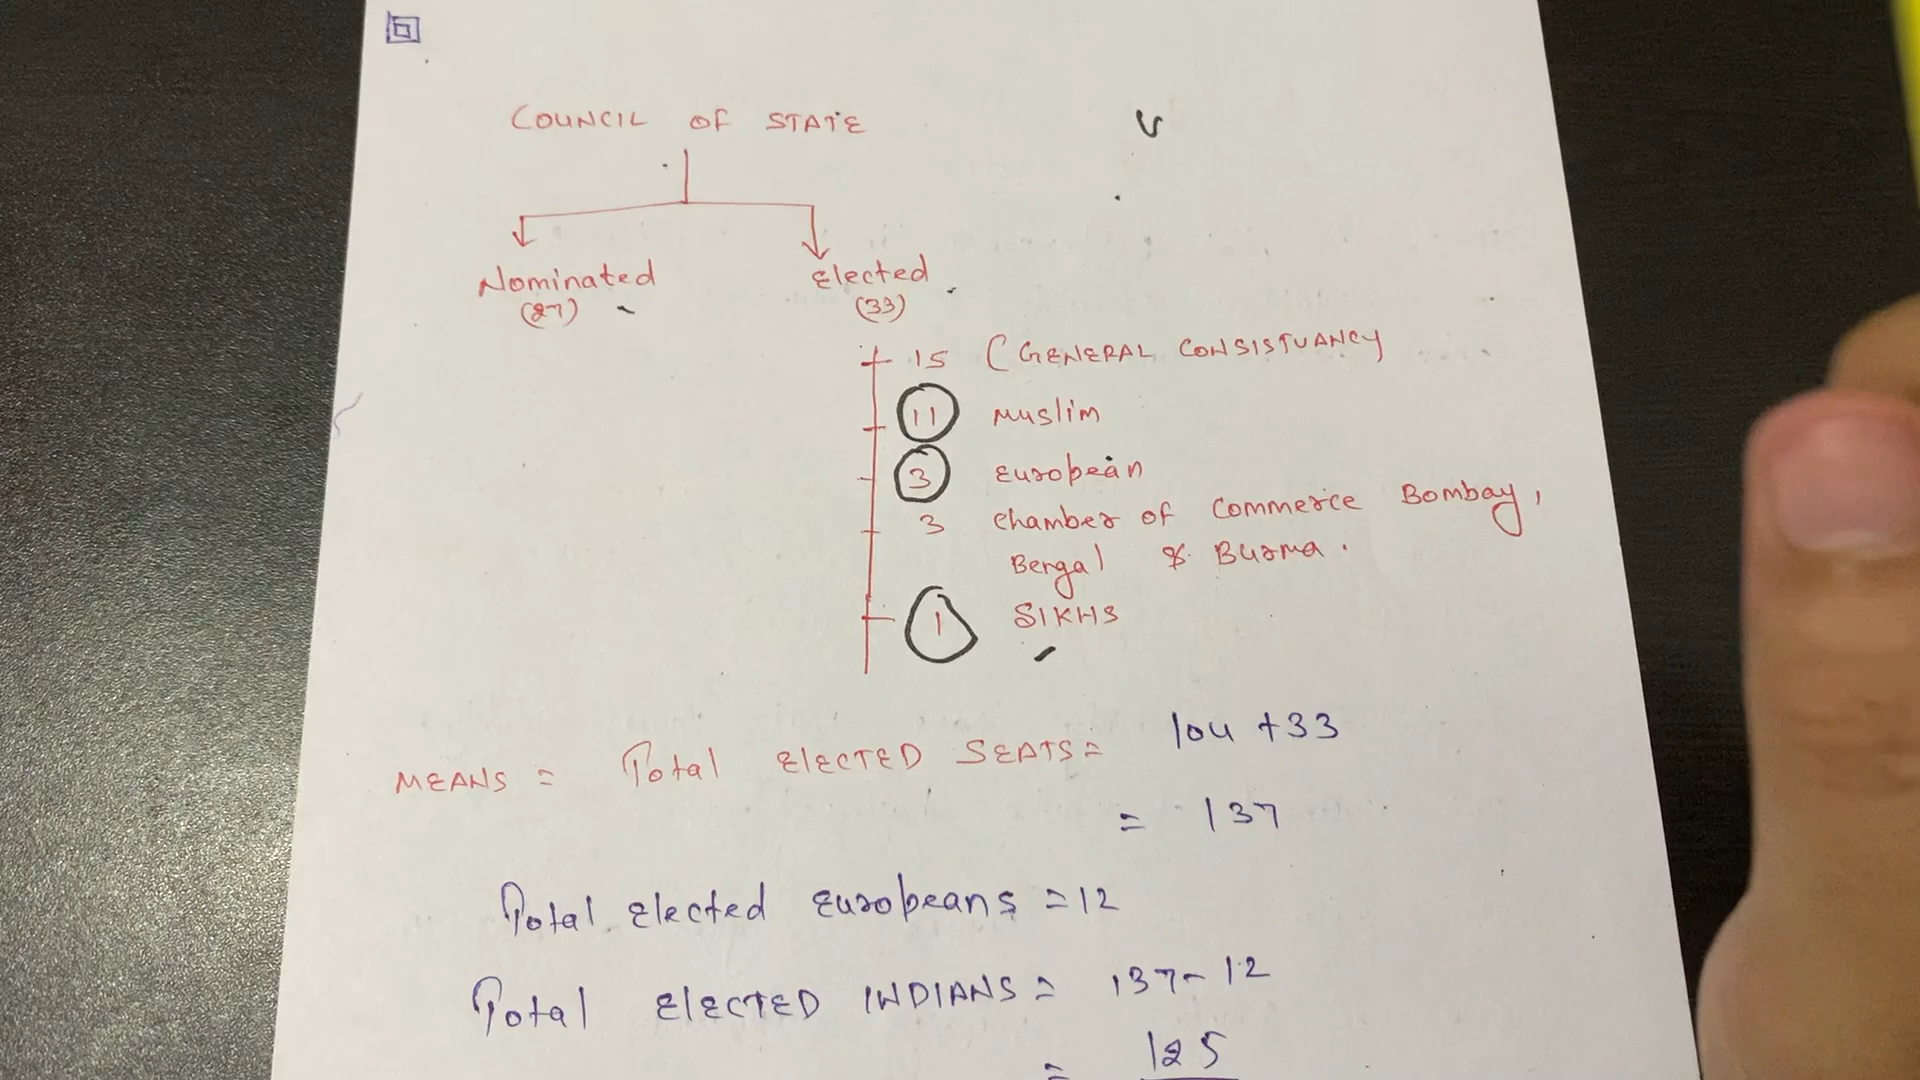 COUNCIL OF STATE
Nominated
(27)
Elected
(33)
15 (GENERAL CONSISTUANCY
11 Muslim
3 European
3 Chamber of Commerce Bombay,
Bengal & Burma.
1 SIKHS
MEANS = Total ELECTED SEATS = 104 +33
= 137
Total Elected Europeans = 12
Total ELECTED INDIANS = 137-12
= 125